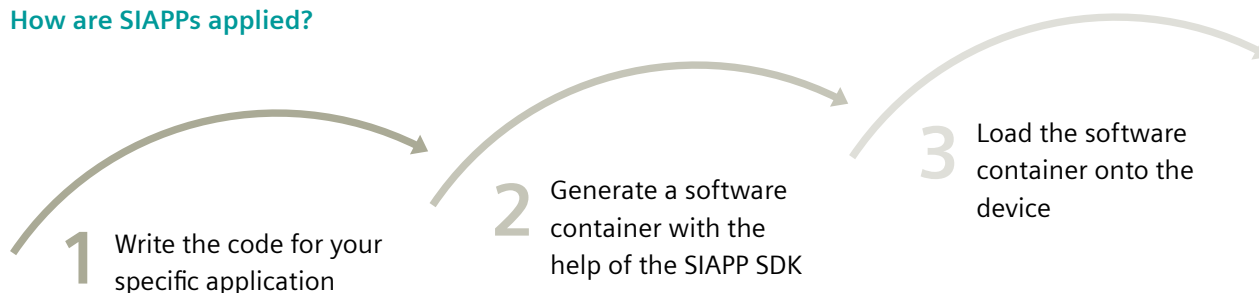 How are SIAPPs applied?
1
Write the code for your
specific application
2
Generate a software
container with the
help of the SIAPP SDK
3
Load the software
container onto the
device